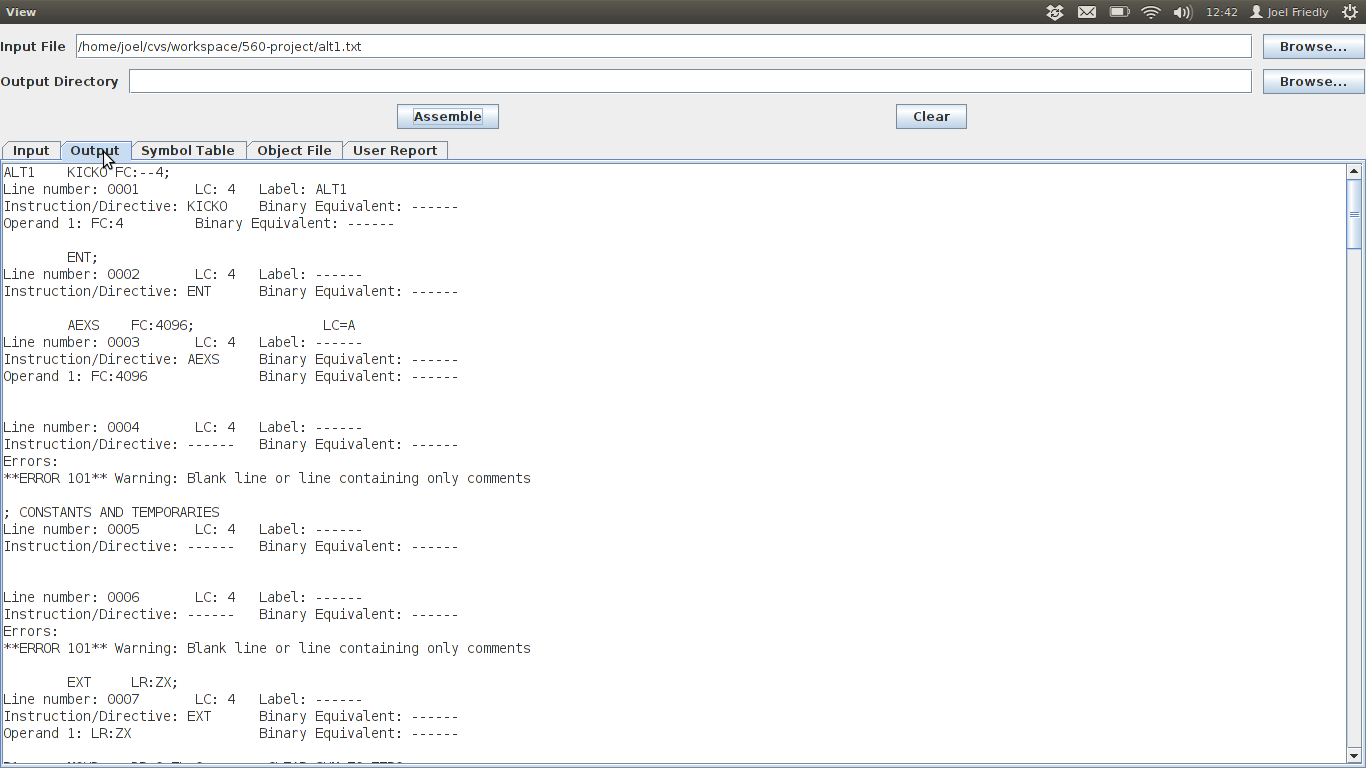 View 12:42 Joel Friedly
Input File /home/joel/cvs/workspace/560-project/alt1.txt Browse...
Output Directory Browse...
Assemble Clear
Input Output Symbol Table Object File User Report
ALT1    KICKO FC:--4;
Line number: 0001       LC: 4   Label: ALT1
Instruction/Directive: KICKO    Binary Equivalent: ------
Operand 1: FC:4         Binary Equivalent: ------
        ENT;
Line number: 0002       LC: 4   Label: ------
Instruction/Directive: ENT      Binary Equivalent: ------
        AEXS    FC:4096;                LC=A
Line number: 0003       LC: 4   Label: ------
Instruction/Directive: AEXS     Binary Equivalent: ------
Operand 1: FC:4096              Binary Equivalent: ------
Line number: 0004       LC: 4   Label: ------
Instruction/Directive: ------   Binary Equivalent: ------
Errors:
**ERROR 101** Warning: Blank line or line containing only comments
; CONSTANTS AND TEMPORARIES
Line number: 0005       LC: 4   Label: ------
Instruction/Directive: ------   Binary Equivalent: ------
Line number: 0006       LC: 4   Label: ------
Instruction/Directive: ------   Binary Equivalent: ------
Errors:
**ERROR 101** Warning: Blank line or line containing only comments
        EXT     LR:ZX;
Line number: 0007       LC: 4   Label: ------
Instruction/Directive: EXT      Binary Equivalent: ------
Operand 1: LR:ZX                Binary Equivalent: ------